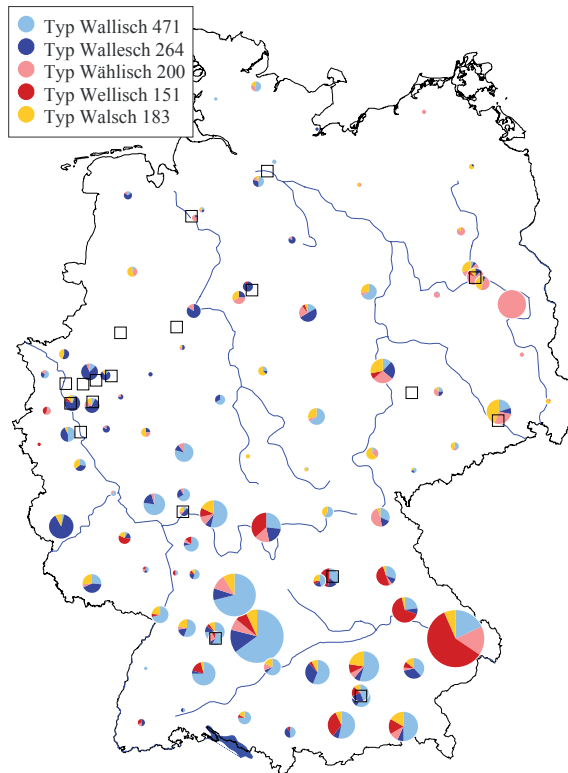 Typ Wallisch 471
Typ Wallesch 264
Typ Wählisch 200
Typ Wellisch 151
Typ Walsch 183